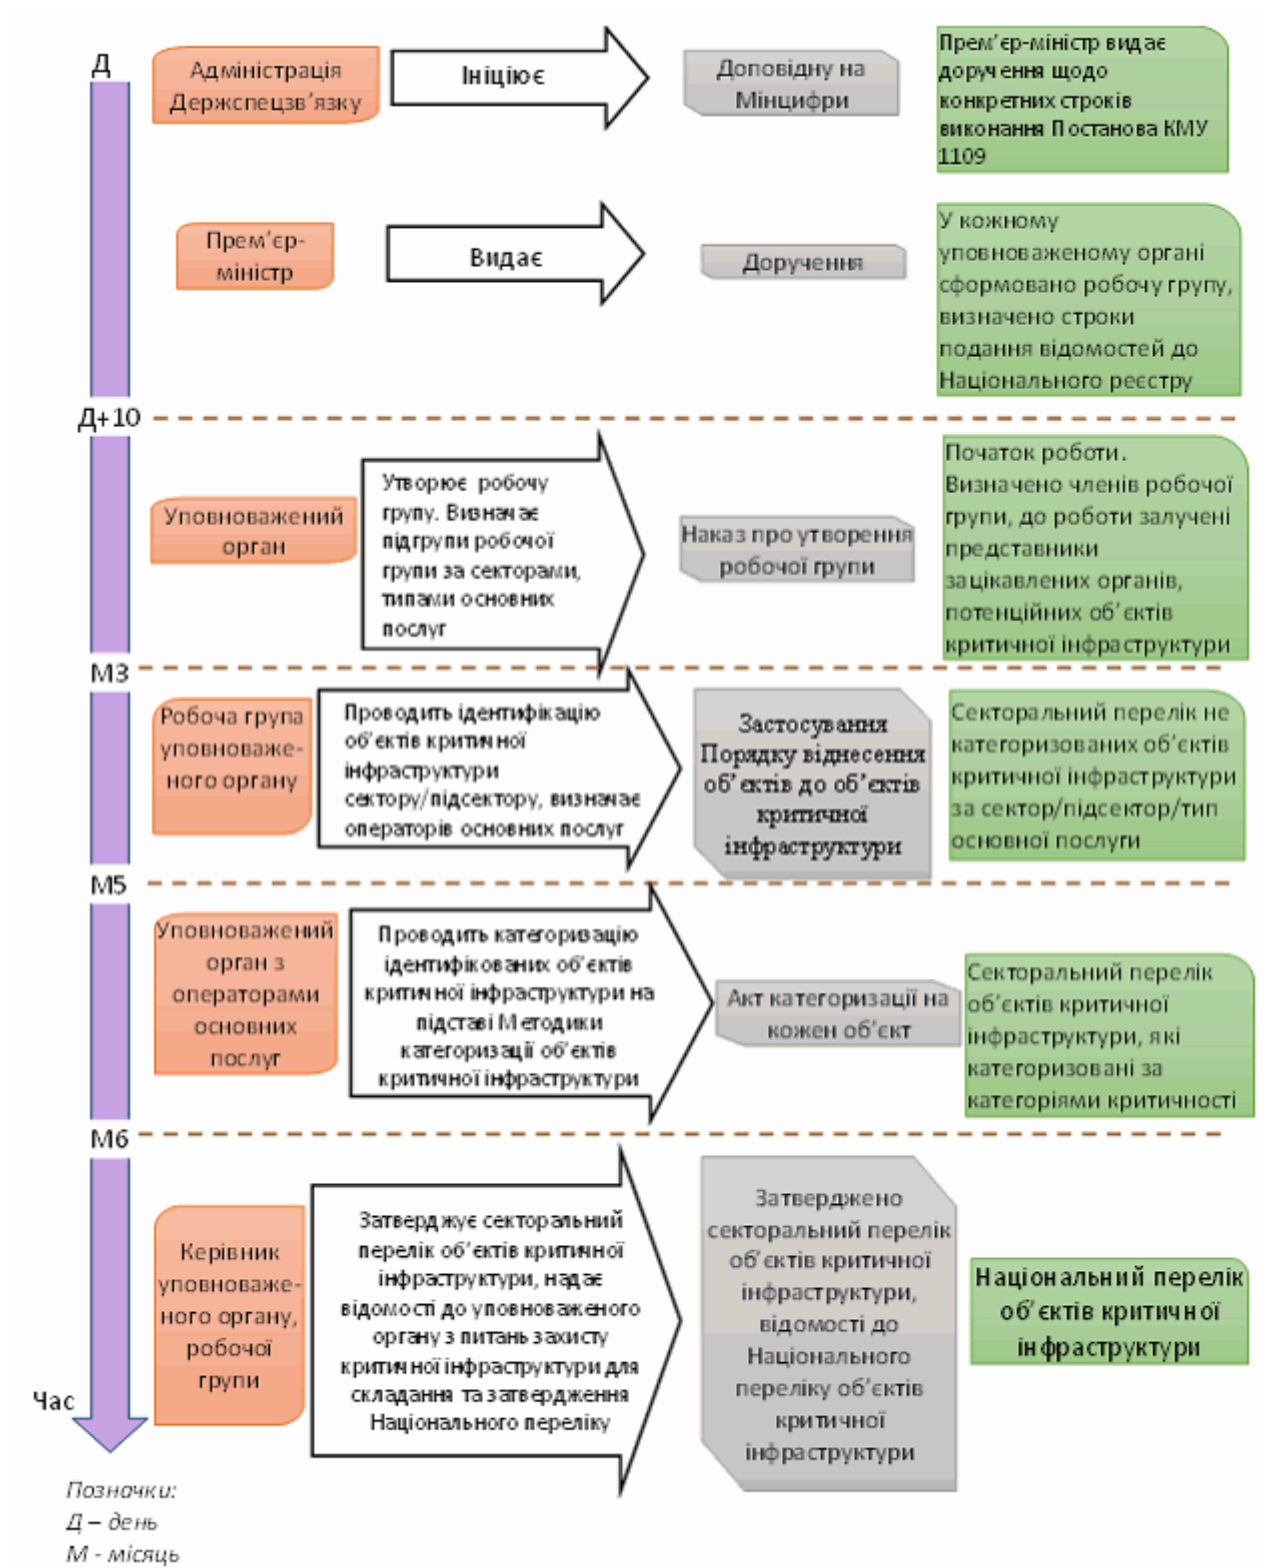 Д
Адміністрація
Держспецзв’язку
Ініціює
Доповідну на
Мінцифри
Прем’єр-міністр видає
доручення щодо
конкретних строків
виконання Постанова КМУ
1109
Прем’єр-
міністр
Видає
Доручення
У кожному
уповноваженому органі
сформовано робочу групу,
визначено строки
подання відомостей до
Національного реєстру
Д+10
Уповноважений
орган
Утворює робочу
групу. Визначає
підгрупи робочої
групи за секторами,
типами основних
послуг
Наказ про утворення
робочої групи
Початок роботи.
Визначено членів робочої
групи, до роботи залучені
представники
зацікавлених органів,
потенційних об’єктів
критичної інфраструктури
М3
Робоча група
уповноваже-
ного органу
Проводить ідентифікацію
об’єктів критичної
інфраструктури
сектору/підсектору, визначає
операторів основних послуг
Застосування
Порядку віднесення
об’єктів до об’єктів
критичної
інфраструктури
Секторальний перелік не
категоризованих об’єктів
критичної інфраструктури
за сектор/підсектор/тип
основної послуги
М5
Уповноважений
орган з
операторами
основних
послуг
Проводить категоризацію
ідентифікованих об’єктів
критичної інфраструктури на
підставі Методики
категоризації об’єктів
критичної інфраструктури
Акт категоризації на
кожен об’єкт
Секторальний перелік
об’єктів критичної
інфраструктури, які
категоризовані за
категоріями критичності
М6
Керівник
уповноваже-
ного органу,
робочої
групи
Затверджує секторальний
перелік об’єктів критичної
інфраструктури, надає
відомості до уповноваженого
органу з питань захисту
критичної інфраструктури для
складання та затвердження
Національного переліку
Затверджено
секторальний перелік
об’єктів критичної
інфраструктури,
відомості до
Національного
переліку об’єктів
критичної
інфраструктури
Національний перелік
об’єктів критичної
інфраструктури
Час
Позначки:
Д – день
М - місяць